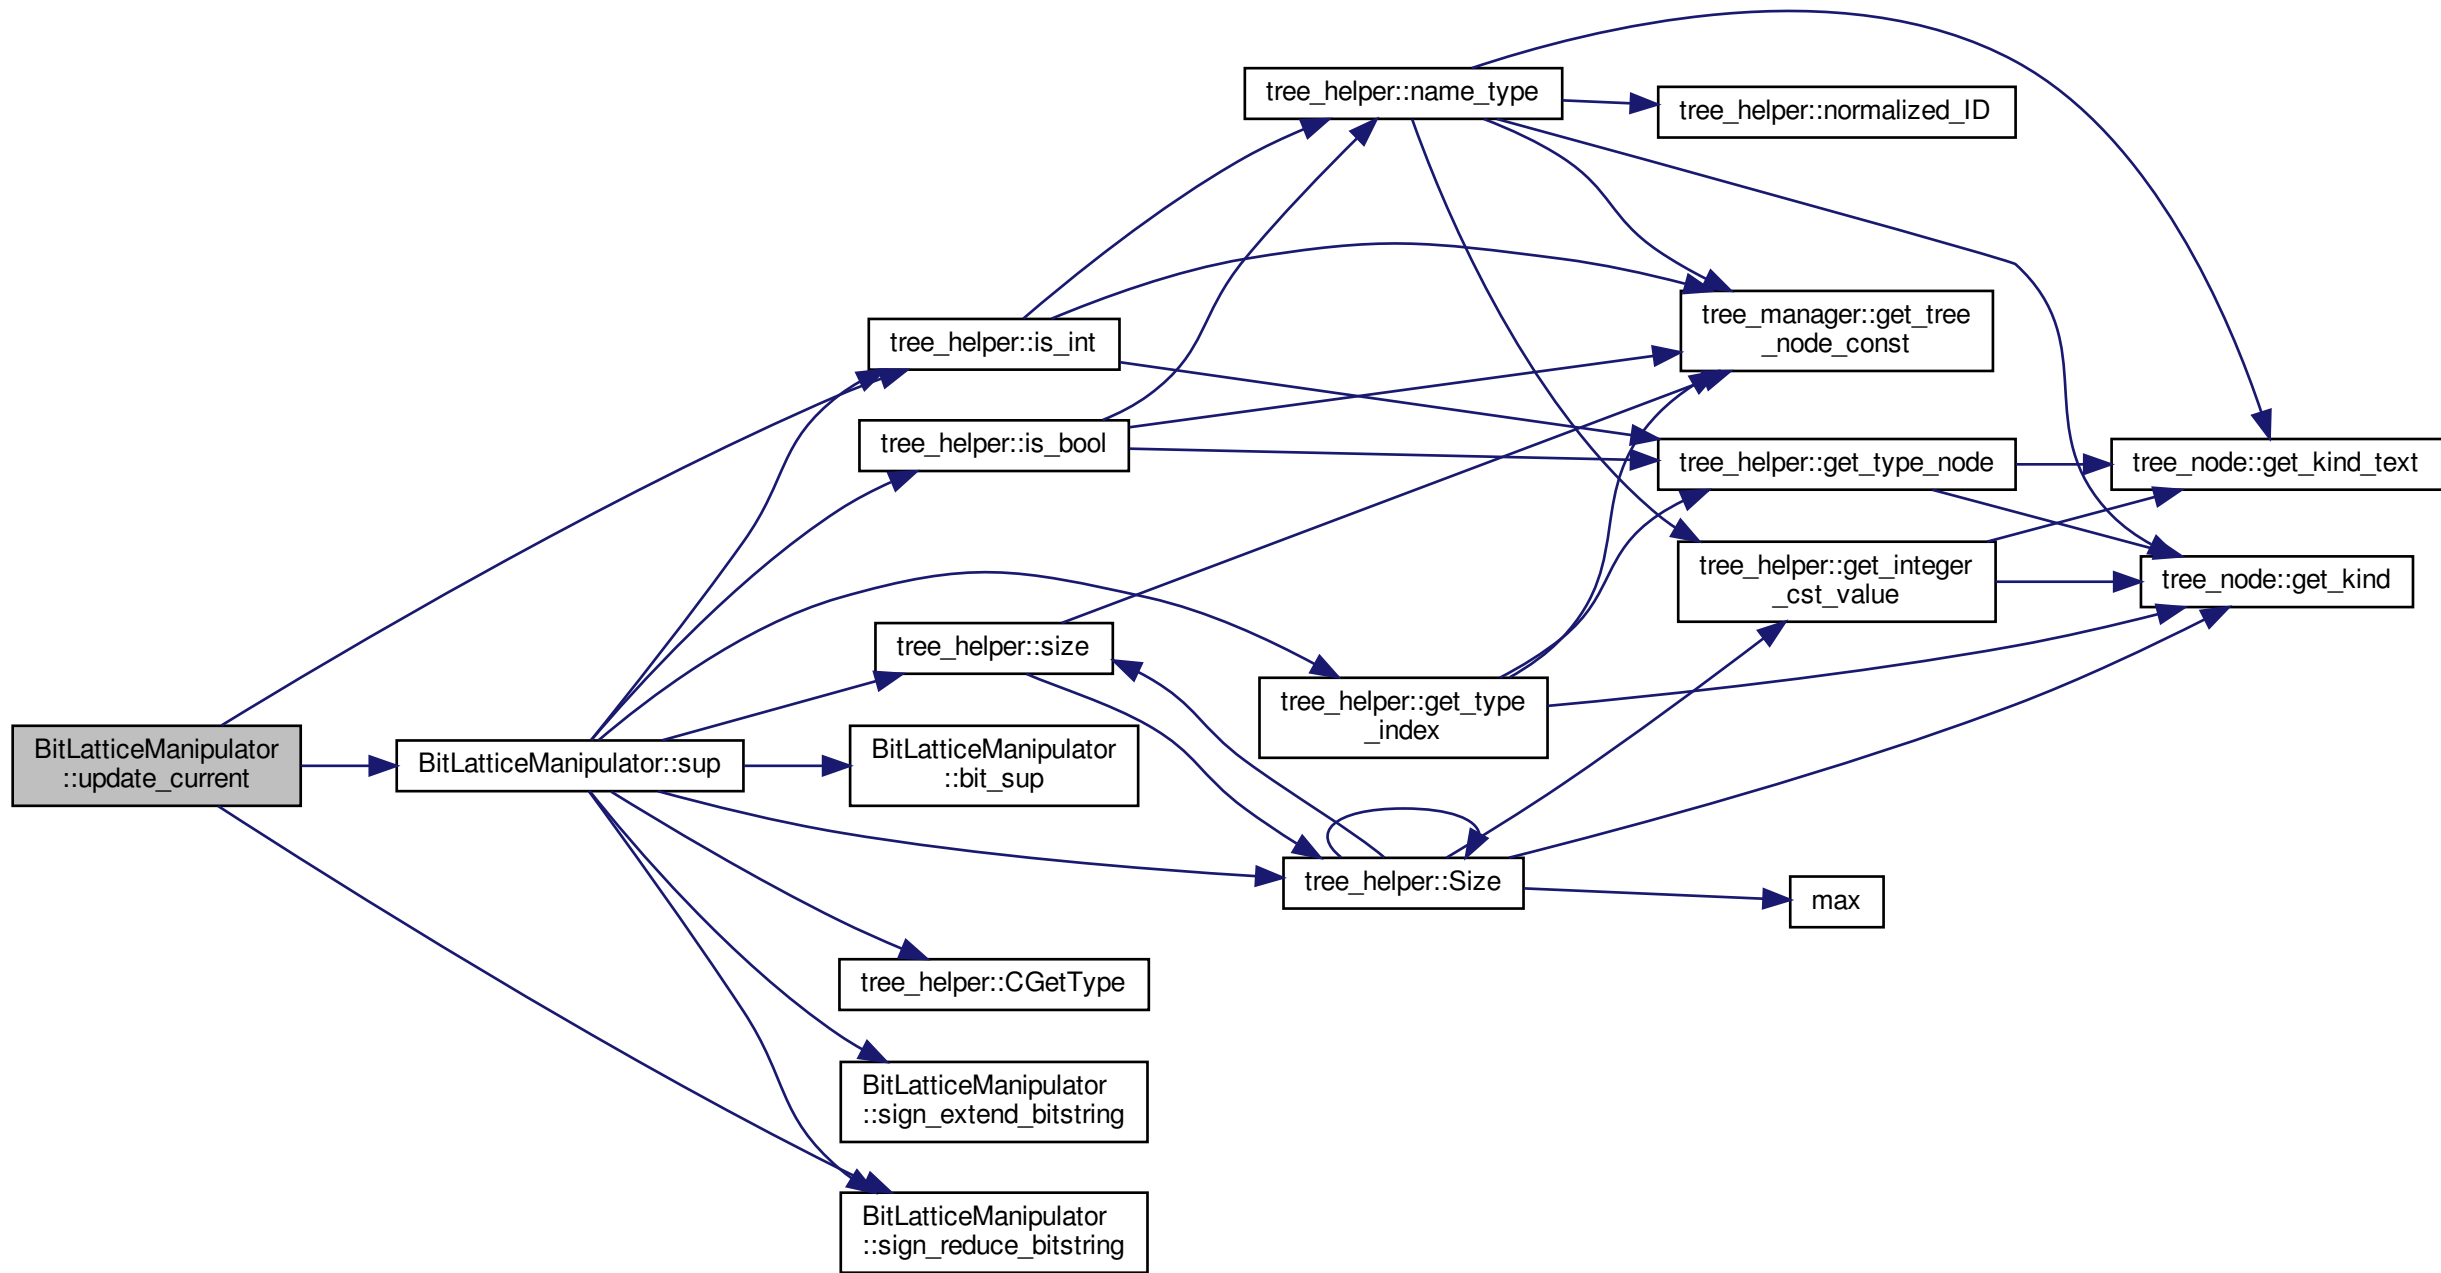 BitLatticeManipulator
::update_current
BitLatticeManipulator::sup
tree_helper::is_int
tree_helper::is_bool
tree_helper::size
BitLatticeManipulator
::bit_sup
tree_helper::CGetType
BitLatticeManipulator
::sign_extend_bitstring
BitLatticeManipulator
::sign_reduce_bitstring
tree_helper::name_type
tree_helper::get_type
_index
tree_helper::Size
tree_helper::normalized_ID
tree_manager::get_tree
_node_const
tree_helper::get_type_node
tree_helper::get_integer
_cst_value
max
tree_node::get_kind_text
tree_node::get_kind